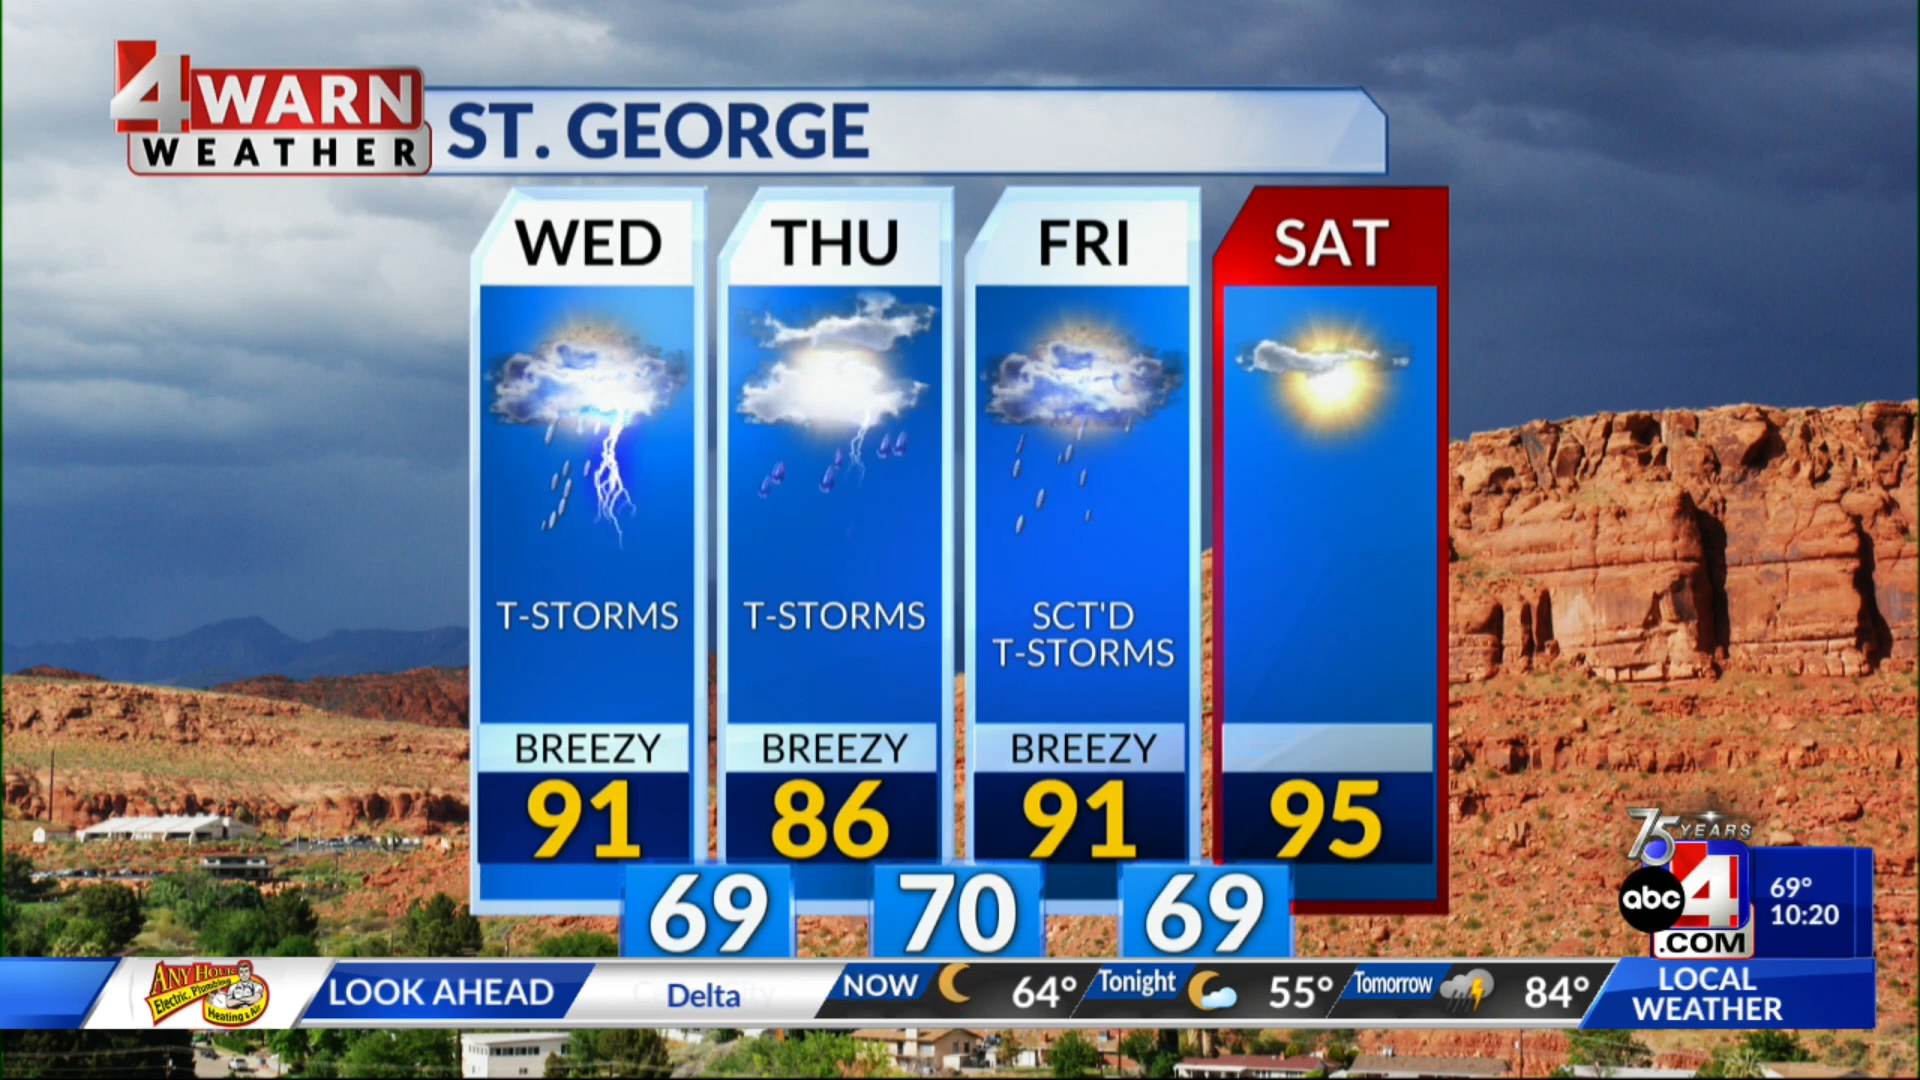 4WARN
WEATHER
ST. GEORGE
WED
THU
FRI
SAT
T-STORMS
T-STORMS
SCT'D
T-STORMS
BREEZY
BREEZY
BREEZY
91
86
91
95
69
70
69
75 YEARS
abc 4
.COM
69°
10:20
ANY HOUR
Electric, Plumbing
Heating & Air
LOOK AHEAD
Delta
NOW
64°
Tonight
55°
Tomorrow
84°
LOCAL
WEATHER